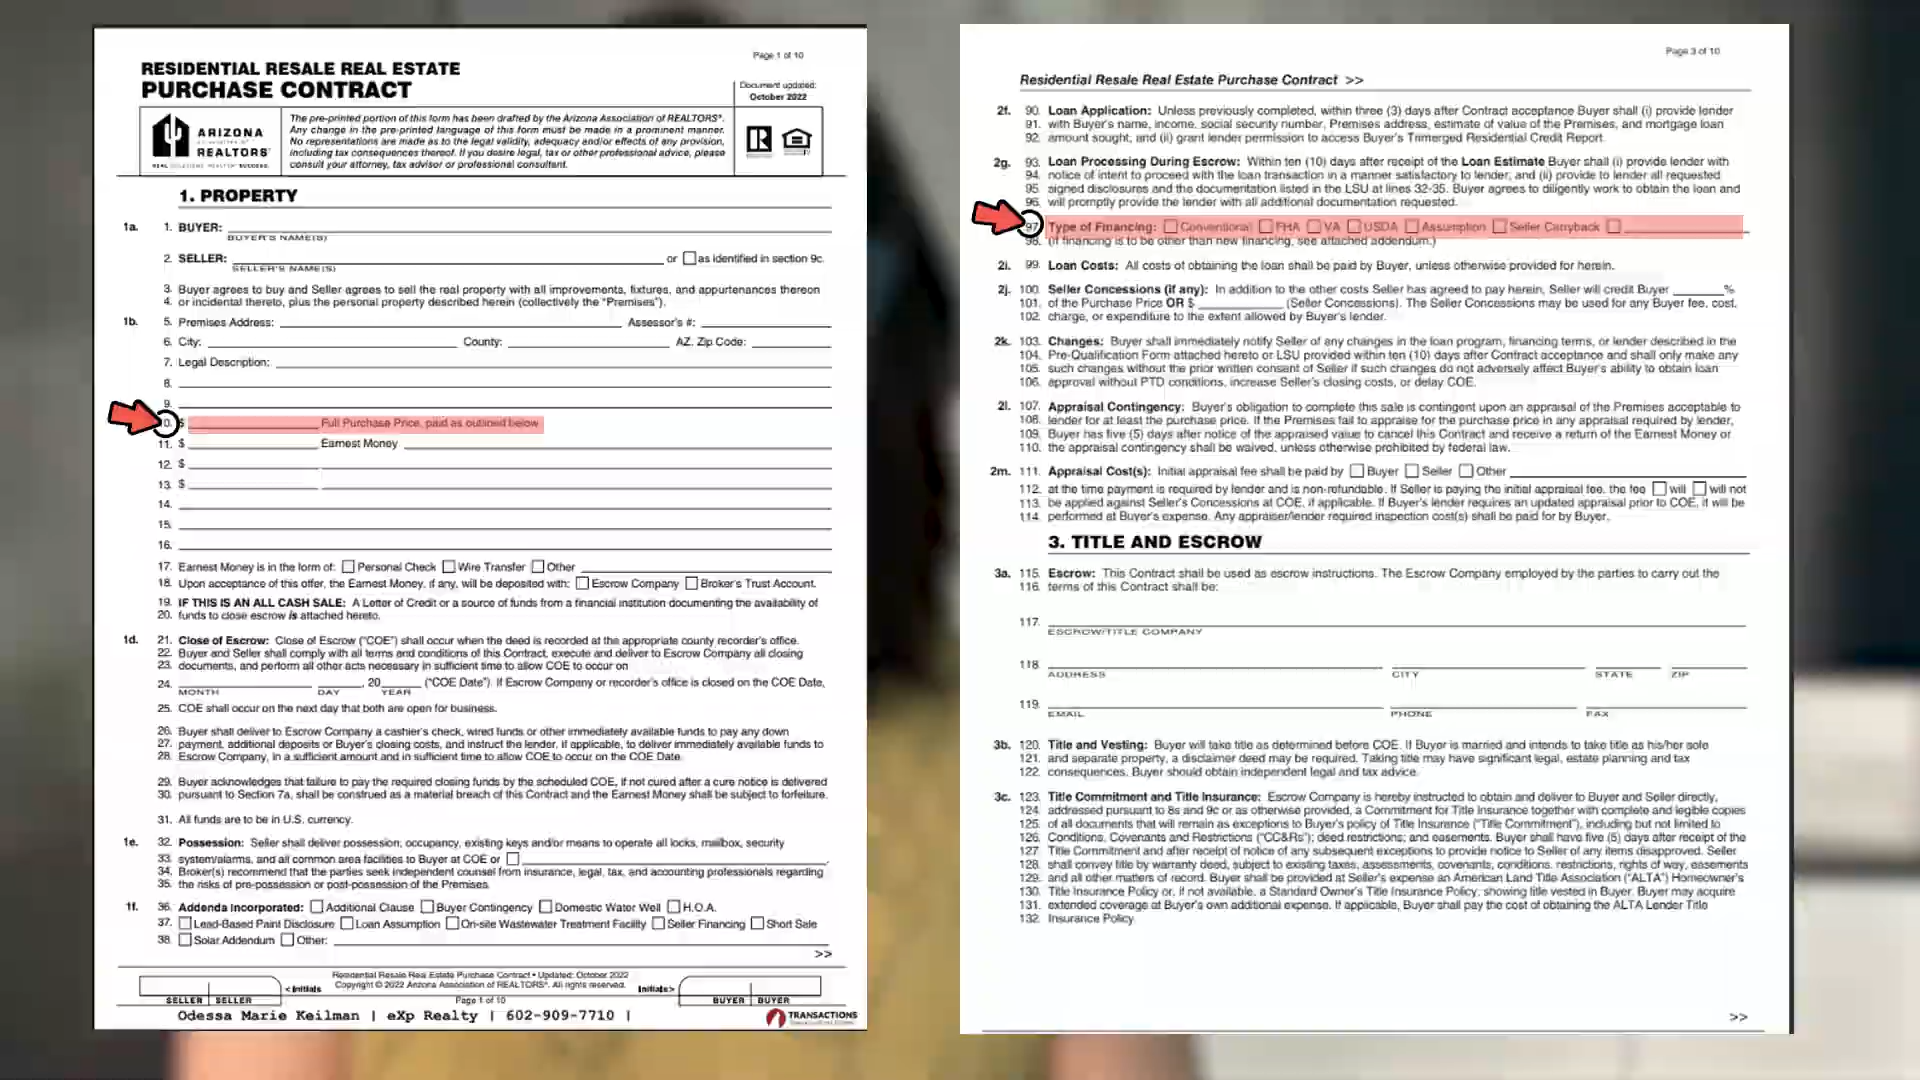 Page 1 of 10
RESIDENTIAL RESALE REAL ESTATE
PURCHASE CONTRACT
Document updated:
October 2022
ARIZONA
REALTORS®
The pre-printed portion of this form has been drafted by the Arizona Association of REALTORS®.
Any change in the pre-printed language of this form must be made in a prominent manner.
No representations are made as to the legal validity, adequacy and/or effects of any provision,
including tax consequences thereof. If you desire legal, tax or other professional advice, please
consult your attorney, tax advisor or professional consultant.
1. PROPERTY
1a. 1. BUYER:
BUYER'S NAME(S)
2. SELLER: or as identified in section 9c.
SELLER'S NAME(S)
3. Buyer agrees to buy and Seller agrees to sell the real property with all improvements, fixtures, and appurtenances thereon
4. or incidental thereto, plus the personal property described herein (collectively the “Premises”).
1b. 5. Premises Address: Assessor's #:
6. City: County: AZ, Zip Code:
7. Legal Description:
8.
9.
10. $ Full Purchase Price, paid as outlined below
11. $ Earnest Money
12. $
13. $
14.
15.
16.
17. Earnest Money is in the form of: Personal Check Wire Transfer Other
18. Upon acceptance of this offer, the Earnest Money, if any, will be deposited with: Escrow Company Broker's Trust Account.
19. IF THIS IS AN ALL CASH SALE: A Letter of Credit or a source of funds from a financial institution documenting the availability of
20. funds to close escrow is attached hereto.
1d. 21. Close of Escrow: Close of Escrow (“COE”) shall occur when the deed is recorded at the appropriate county recorder's office.
22. Buyer and Seller shall comply with all terms and conditions of this Contract, execute and deliver to Escrow Company all closing
23. documents, and perform all other acts necessary in sufficient time to allow COE to occur on
24. , 20 (“COE Date”). If Escrow Company or recorder's office is closed on the COE Date,
MONTH DAY YEAR
25. COE shall occur on the next day that both are open for business.
26. Buyer shall deliver to Escrow Company a cashier's check, wired funds or other immediately available funds to pay any down
27. payment, additional deposits or Buyer's closing costs, and instruct the lender, if applicable, to deliver immediately available funds to
28. Escrow Company, in a sufficient amount and in sufficient time to allow COE to occur on the COE Date.
29. Buyer acknowledges that failure to pay the required closing funds by the scheduled COE, if not cured after a cure notice is delivered
30. pursuant to Section 7a, shall be construed as a material breach of this Contract and the Earnest Money shall be subject to forfeiture.
31. All funds are to be in U.S. currency.
1e. 32. Possession: Seller shall deliver possession, occupancy, existing keys and/or means to operate all locks, mailbox, security
33. system/alarms, and all common area facilities to Buyer at COE or .
34. Broker(s) recommend that the parties seek independent counsel from insurance, legal, tax, and accounting professionals regarding
35. the risks of pre-possession or post-possession of the Premises.
1f. 36. Addenda Incorporated: Additional Clause Buyer Contingency Domestic Water Well H.O.A.
37. Lead-Based Paint Disclosure Loan Assumption On-site Wastewater Treatment Facility Seller Financing Short Sale
38. Solar Addendum Other:
>>
Residential Resale Real Estate Purchase Contract • Updated: October 2022
Copyright © 2022 Arizona Association of REALTORS®. All rights reserved.
< Initials Initials>
SELLER SELLER Page 1 of 10 BUYER BUYER
Odessa Marie Keilman | eXp Realty | 602-909-7710 |
TRANSACTIONS
Page 3 of 10
Residential Resale Real Estate Purchase Contract >>
2f. 90. Loan Application: Unless previously completed, within three (3) days after Contract acceptance Buyer shall (i) provide lender
91. with Buyer's name, income, social security number, Premises address, estimate of value of the Premises, and mortgage loan
92. amount sought; and (ii) grant lender permission to access Buyer's Trimerged Residential Credit Report.
2g. 93. Loan Processing During Escrow: Within ten (10) days after receipt of the Loan Estimate Buyer shall (i) provide lender with
94. notice of intent to proceed with the loan transaction in a manner satisfactory to lender, and (ii) provide to lender all requested
95. signed disclosures and the documentation listed in the LSU at lines 32-35. Buyer agrees to diligently work to obtain the loan and
96. will promptly provide the lender with all additional documentation requested.
97. Type of Financing: Conventional FHA VA USDA Assumption Seller Carryback
98. (If financing is to be other than new financing, see attached addendum.)
2i. 99. Loan Costs: All costs of obtaining the loan shall be paid by Buyer, unless otherwise provided for herein.
2j. 100. Seller Concessions (if any): In addition to the other costs Seller has agreed to pay herein, Seller will credit Buyer %
101. of the Purchase Price OR $ (Seller Concessions). The Seller Concessions may be used for any Buyer fee, cost,
102. charge, or expenditure to the extent allowed by Buyer's lender.
2k. 103. Changes: Buyer shall immediately notify Seller of any changes in the loan program, financing terms, or lender described in the
104. Pre-Qualification Form attached hereto or LSU provided within ten (10) days after Contract acceptance and shall only make any
105. such changes without the prior written consent of Seller if such changes do not adversely affect Buyer's ability to obtain loan
106. approval without PTD conditions, increase Seller's closing costs, or delay COE.
2l. 107. Appraisal Contingency: Buyer's obligation to complete this sale is contingent upon an appraisal of the Premises acceptable to
108. lender for at least the purchase price. If the Premises fail to appraise for the purchase price in any appraisal required by lender,
109. Buyer has five (5) days after notice of the appraised value to cancel this Contract and receive a return of the Earnest Money or
110. the appraisal contingency shall be waived, unless otherwise prohibited by federal law.
2m. 111. Appraisal Cost(s): Initial appraisal fee shall be paid by Buyer Seller Other
112. at the time payment is required by lender and is non-refundable. If Seller is paying the initial appraisal fee, the fee will will not
113. be applied against Seller's Concessions at COE, if applicable. If Buyer's lender requires an updated appraisal prior to COE, it will be
114. performed at Buyer's expense. Any appraiser/lender required inspection cost(s) shall be paid for by Buyer.
3. TITLE AND ESCROW
3a. 115. Escrow: This Contract shall be used as escrow instructions. The Escrow Company employed by the parties to carry out the
116. terms of this Contract shall be:
117.
ESCROW/TITLE COMPANY
118.
ADDRESS CITY STATE ZIP
119.
EMAIL PHONE FAX
3b. 120. Title and Vesting: Buyer will take title as determined before COE. If Buyer is married and intends to take title as his/her sole
121. and separate property, a disclaimer deed may be required. Taking title may have significant legal, estate planning and tax
122. consequences. Buyer should obtain independent legal and tax advice.
3c. 123. Title Commitment and Title Insurance: Escrow Company is hereby instructed to obtain and deliver to Buyer and Seller directly,
124. addressed pursuant to 8s and 9c or as otherwise provided, a Commitment for Title Insurance together with complete and legible copies
125. of all documents that will remain as exceptions to Buyer's policy of Title Insurance (“Title Commitment”), including but not limited to
126. Conditions, Covenants and Restrictions (“CC&Rs”); deed restrictions; and easements. Buyer shall have five (5) days after receipt of the
127. Title Commitment and after receipt of notice of any subsequent exceptions to provide notice to Seller of any items disapproved. Seller
128. shall convey title by warranty deed, subject to existing taxes, assessments, covenants, conditions, restrictions, rights of way, easements
129. and all other matters of record. Buyer shall be provided at Seller's expense an American Land Title Association (“ALTA”) Homeowner's
130. Title Insurance Policy or, if not available, a Standard Owner's Title Insurance Policy, showing title vested in Buyer. Buyer may acquire
131. extended coverage at Buyer's own additional expense. If applicable, Buyer shall pay the cost of obtaining the ALTA Lender Title
132. Insurance Policy.
>>